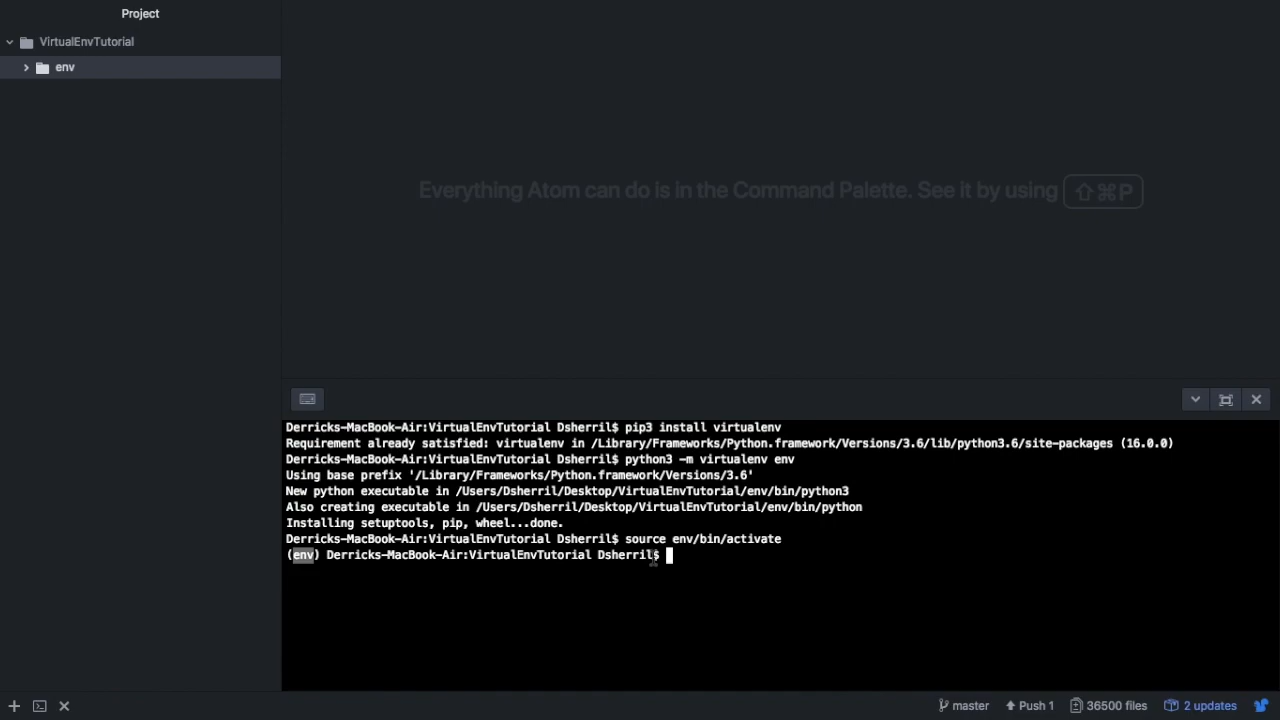 Project
VirtualEnvTutorial
env
Everything Atom can do is in the Command Palette. See it by using ⇧⌘P
Derricks-MacBook-Air:VirtualEnvTutorial Dsherril$ pip3 install virtualenv
Requirement already satisfied: virtualenv in /Library/Frameworks/Python.framework/Versions/3.6/lib/python3.6/site-packages (16.0.0)
Derricks-MacBook-Air:VirtualEnvTutorial Dsherril$ python3 -m virtualenv env
Using base prefix '/Library/Frameworks/Python.framework/Versions/3.6'
New python executable in /Users/Dsherril/Desktop/VirtualEnvTutorial/env/bin/python3
Also creating executable in /Users/Dsherril/Desktop/VirtualEnvTutorial/env/bin/python
Installing setuptools, pip, wheel...done.
Derricks-MacBook-Air:VirtualEnvTutorial Dsherril$ source env/bin/activate
(env) Derricks-MacBook-Air:VirtualEnvTutorial Dsherril$
master Push 1 36500 files 2 updates